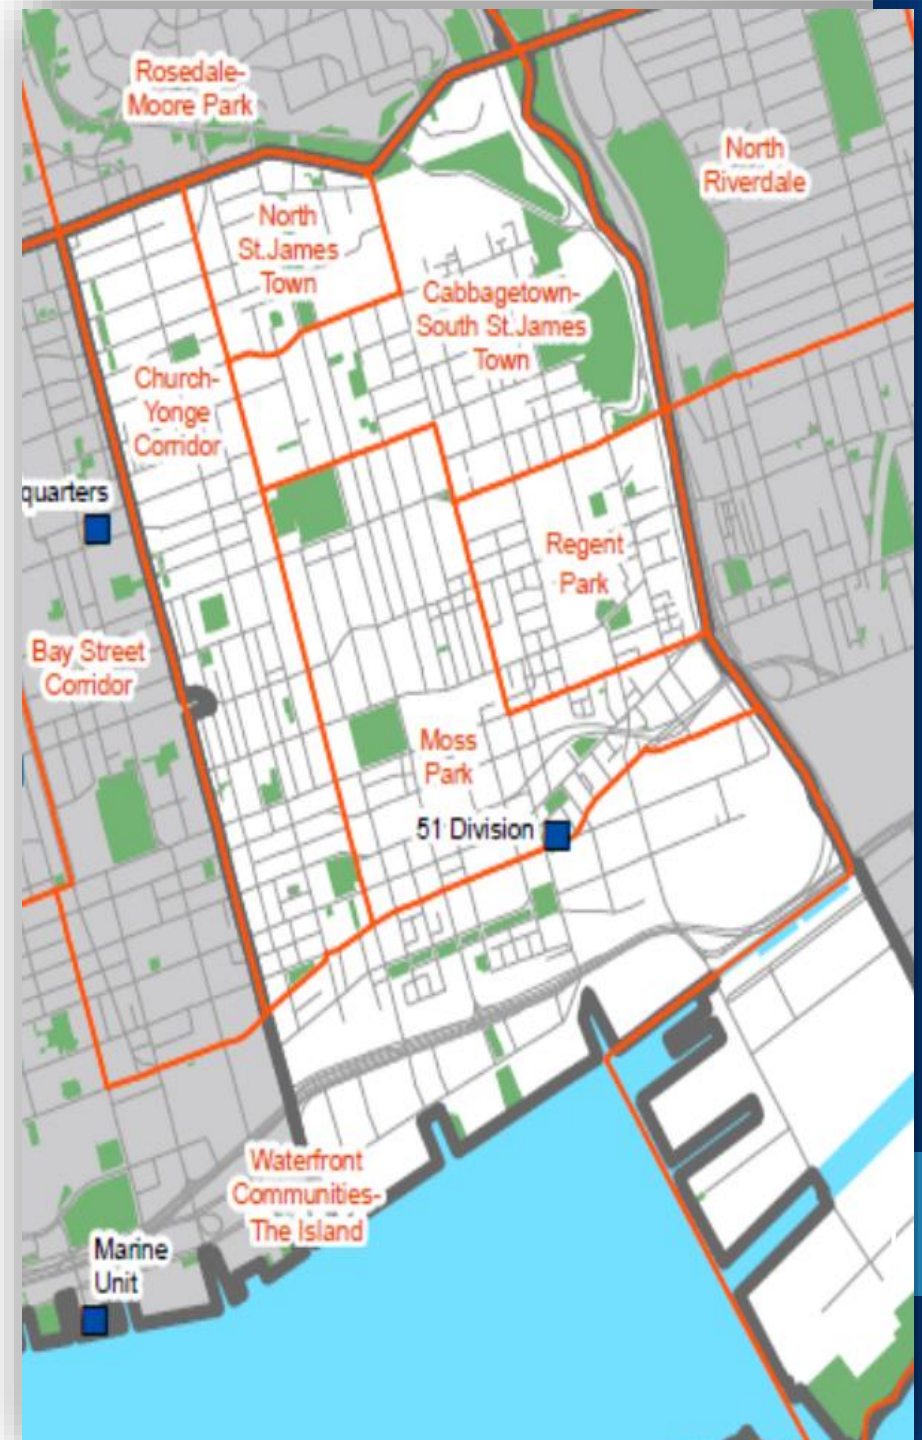 Rosedale-
Moore Park
North
Riverdale
North
St.James
Town
Cabbagetown-
South St.James
Town
Church-
Yonge
Corridor
quarters
Regent
Park
Bay Street
Corridor
Moss
Park
51 Division
Waterfront
Communities-
The Island
Marine
Unit